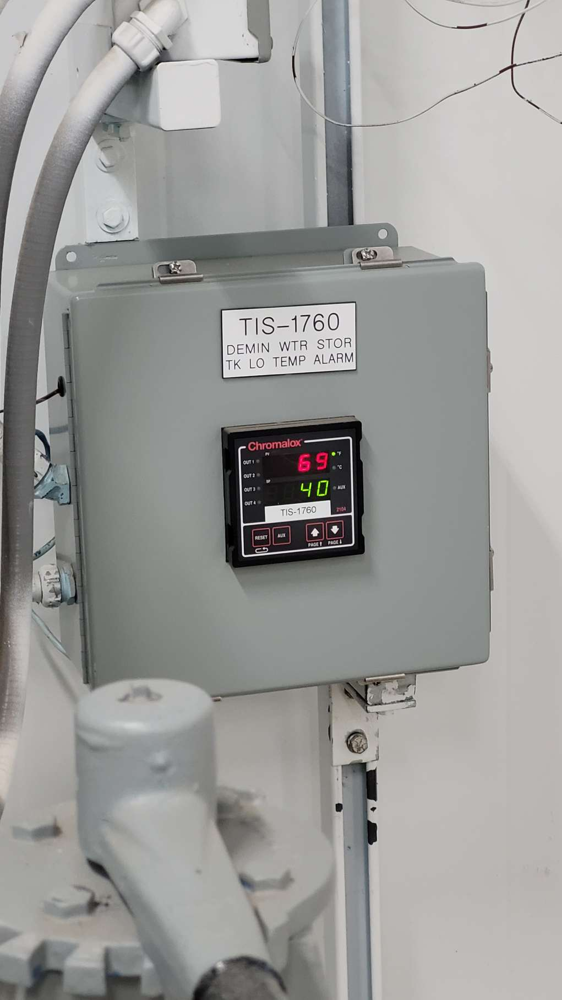 TIS-1760
DEMIN WTR STOR
TK LO TEMP ALARM
Chromalox
PV
OUT 1
69
°F
°C
OUT 2
SP
OUT 3
40
AUX
OUT 4
TIS-1760
2104
RESET
AUX
PAGE
PAGE